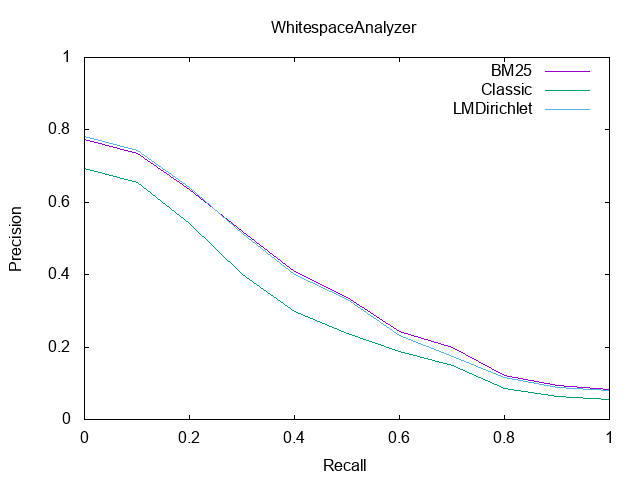 WhitespaceAnalyzer
1
0.8
0.6
0.4
0.2
0
Precision
BM25
Classic
LMDirichlet
0 0.2 0.4 0.6 0.8 1
Recall